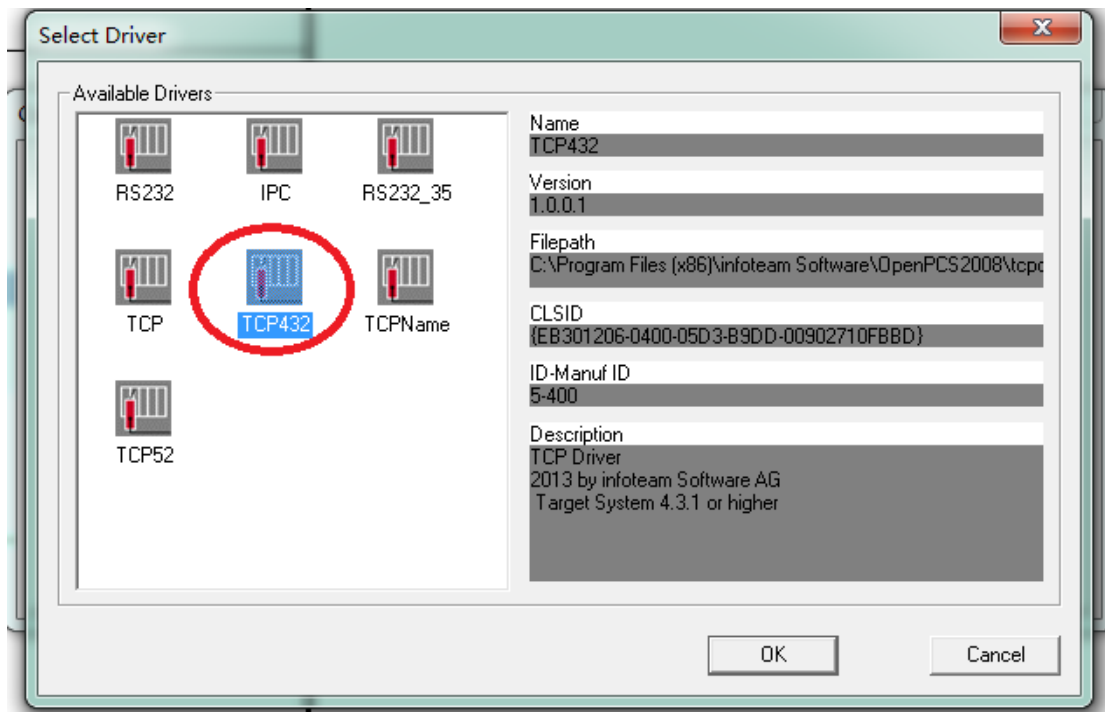 Select Driver
Available Drivers
RS232
IPC
RS232_35
TCP
TCP432
TCPName
TCP52
Name
TCP432
Version
1.0.0.1
Filepath
C:\Program Files (x86)\infoteam Software\OpenPCS2008\tcpc
CLSID
{EB301206-0400-05D3-B9DD-00902710FBBD}
ID-Manuf ID
5-400
Description
TCP Driver
2013 by infoteam Software AG
Target System 4.3.1 or higher
OK
Cancel